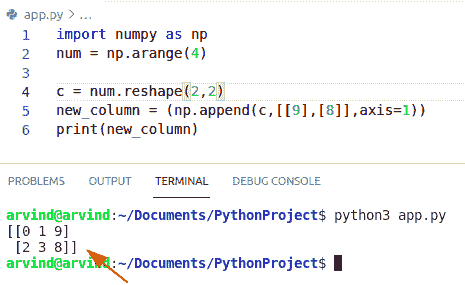 app.py > ...
1 import numpy as np
2 num = np.arange(4)
3
4 c = num.reshape(2,2)
5 new_column = (np.append(c,[[9],[8]],axis=1))
6 print(new_column)
PROBLEMS OUTPUT TERMINAL DEBUG CONSOLE
arvind@arvind:~/Documents/PythonProject$ python3 app.py
[[0 1 9]
 [2 3 8]]
arvind@arvind:~/Documents/PythonProject$